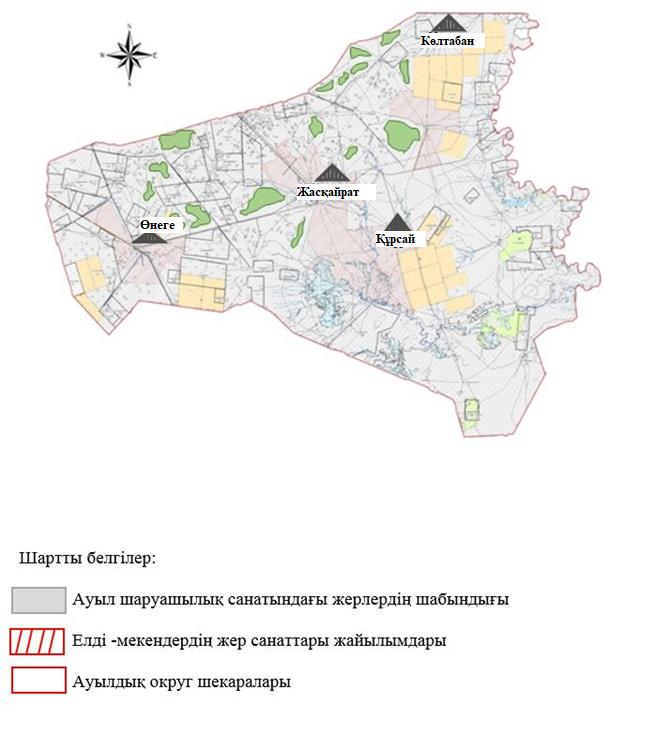 N
W
E
S
Көлтабан
Жасқайрат
Өнеге
Құрсай
Шартты белгілер:
Ауыл шаруашылық санатындағы жерлердің шабындығы
Елді -мекендердің жер санаттары жайылымдары
Ауылдық округ шекаралары